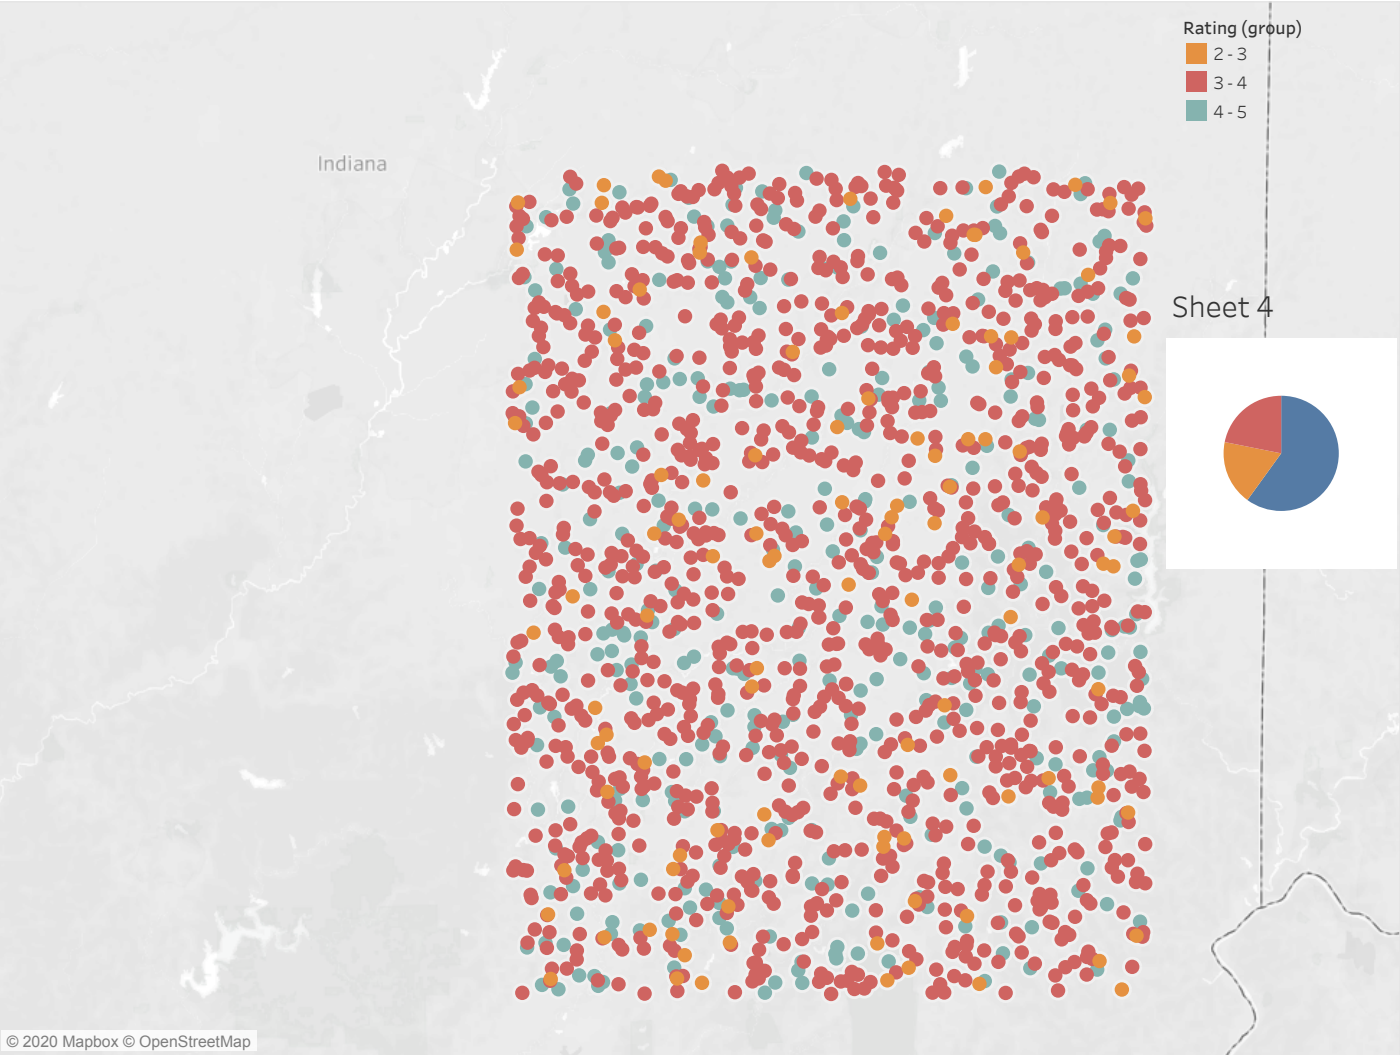 Rating (group)
2 - 3
3 - 4
4 - 5
Indiana
Sheet 4
© 2020 Mapbox © OpenStreetMap